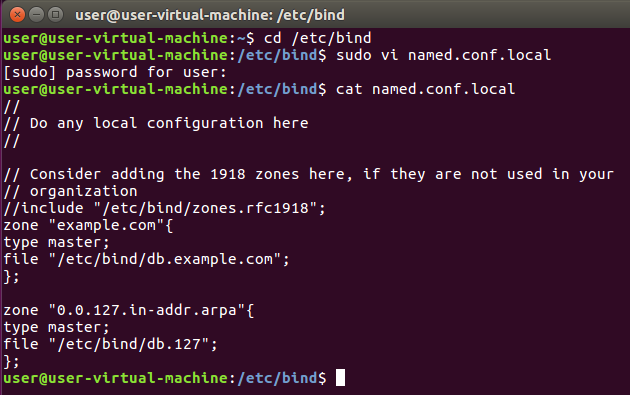 user@user-virtual-machine: /etc/bind
user@user-virtual-machine:~$ cd /etc/bind
user@user-virtual-machine:/etc/bind$ sudo vi named.conf.local
[sudo] password for user:
user@user-virtual-machine:/etc/bind$ cat named.conf.local
//
// Do any local configuration here
//
// Consider adding the 1918 zones here, if they are not used in your
// organization
//include "/etc/bind/zones.rfc1918";
zone "example.com"{
type master;
file "/etc/bind/db.example.com";
};
zone "0.0.127.in-addr.arpa"{
type master;
file "/etc/bind/db.127";
};
user@user-virtual-machine:/etc/bind$